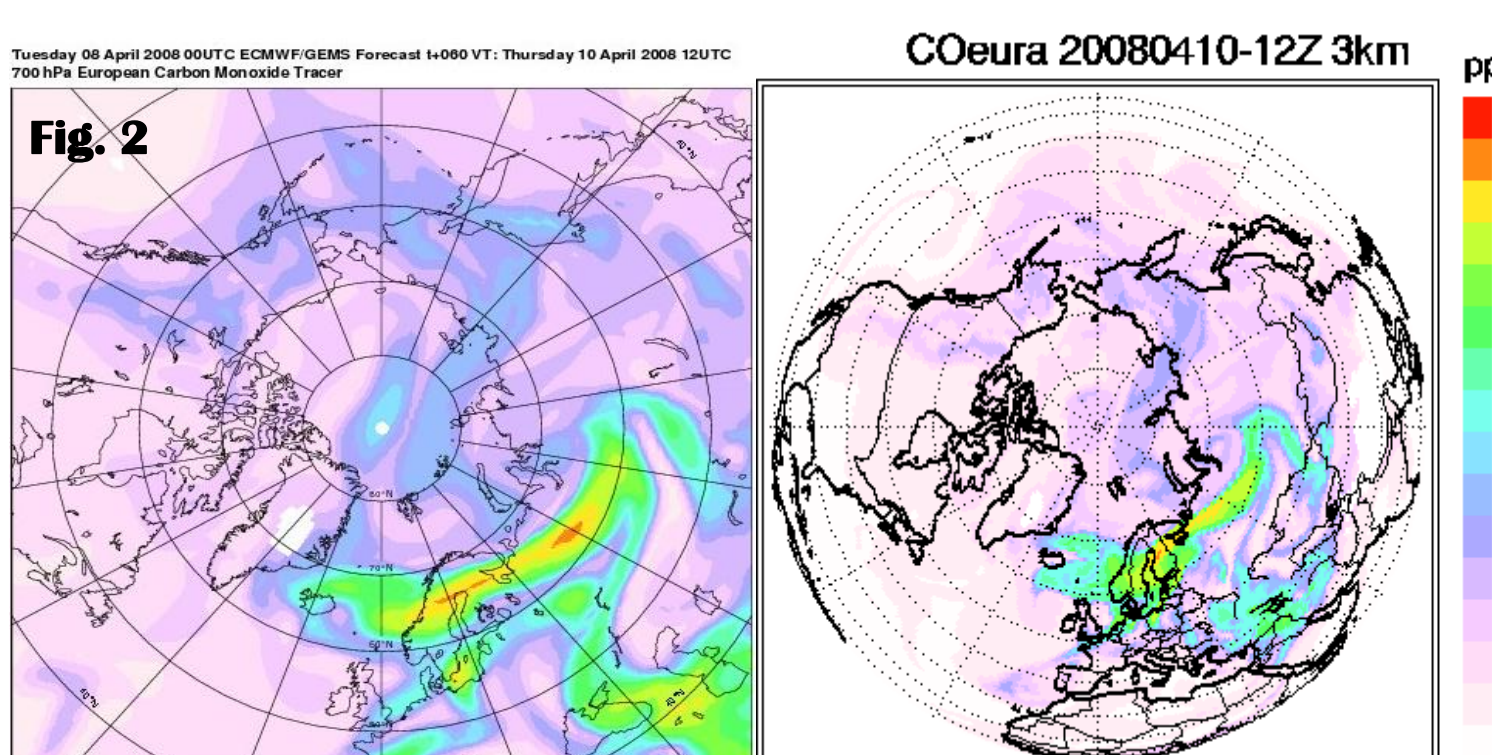 Tuesday 08 April 2008 00UTC ECMWF/GEMS Forecast t+060 VT: Thursday 10 April 2008 12UTC
700 hPa European Carbon Monoxide Tracer
Fig. 2
COeura 20080410-12Z 3km
80°N
70°N